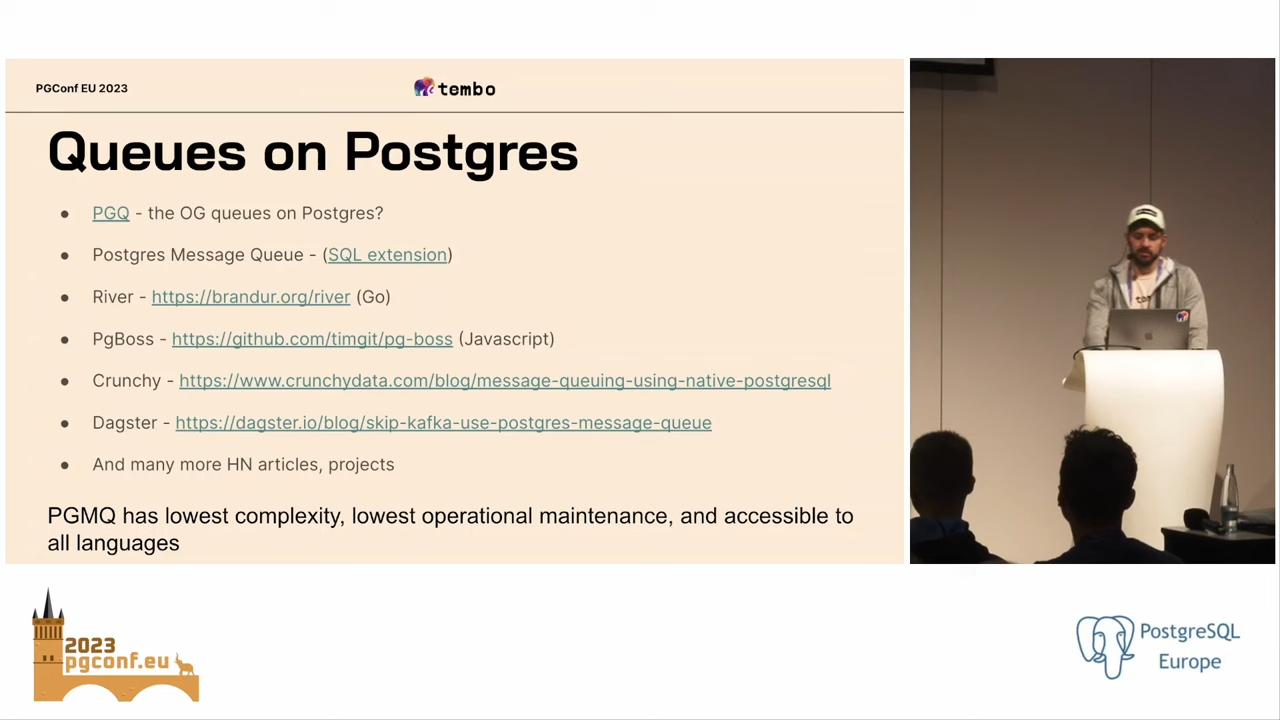 PGConf EU 2023
tembo
Queues on Postgres
● PGQ - the OG queues on Postgres?
● Postgres Message Queue - (SQL extension)
● River - https://brandur.org/river (Go)
● PgBoss - https://github.com/timgit/pg-boss (Javascript)
● Crunchy - https://www.crunchydata.com/blog/message-queuing-using-native-postgresql
● Dagster - https://dagster.io/blog/skip-kafka-use-postgres-message-queue
● And many more HN articles, projects
PGMQ has lowest complexity, lowest operational maintenance, and accessible to
all languages
2023
pgconf.eu
PostgreSQL
Europe